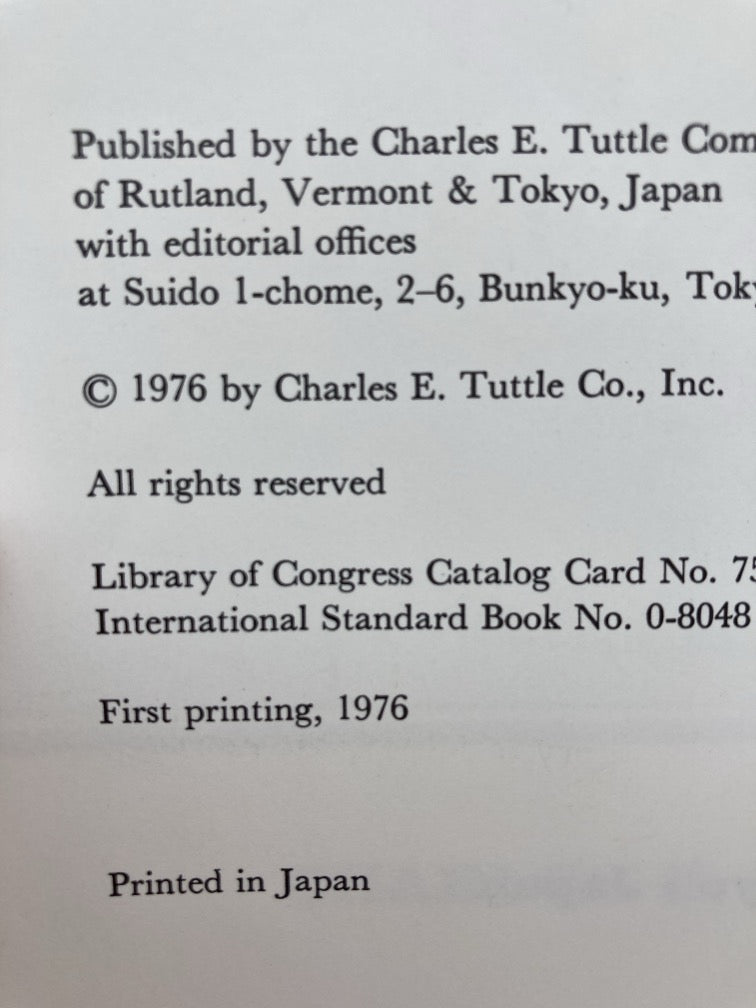 Published by the Charles E. Tuttle Com
of Rutland, Vermont & Tokyo, Japan
with editorial offices
at Suido 1-chome, 2–6, Bunkyo-ku, Tok
© 1976 by Charles E. Tuttle Co., Inc.
All rights reserved
Library of Congress Catalog Card No. 75
International Standard Book No. 0-8048
First printing, 1976
Printed in Japan